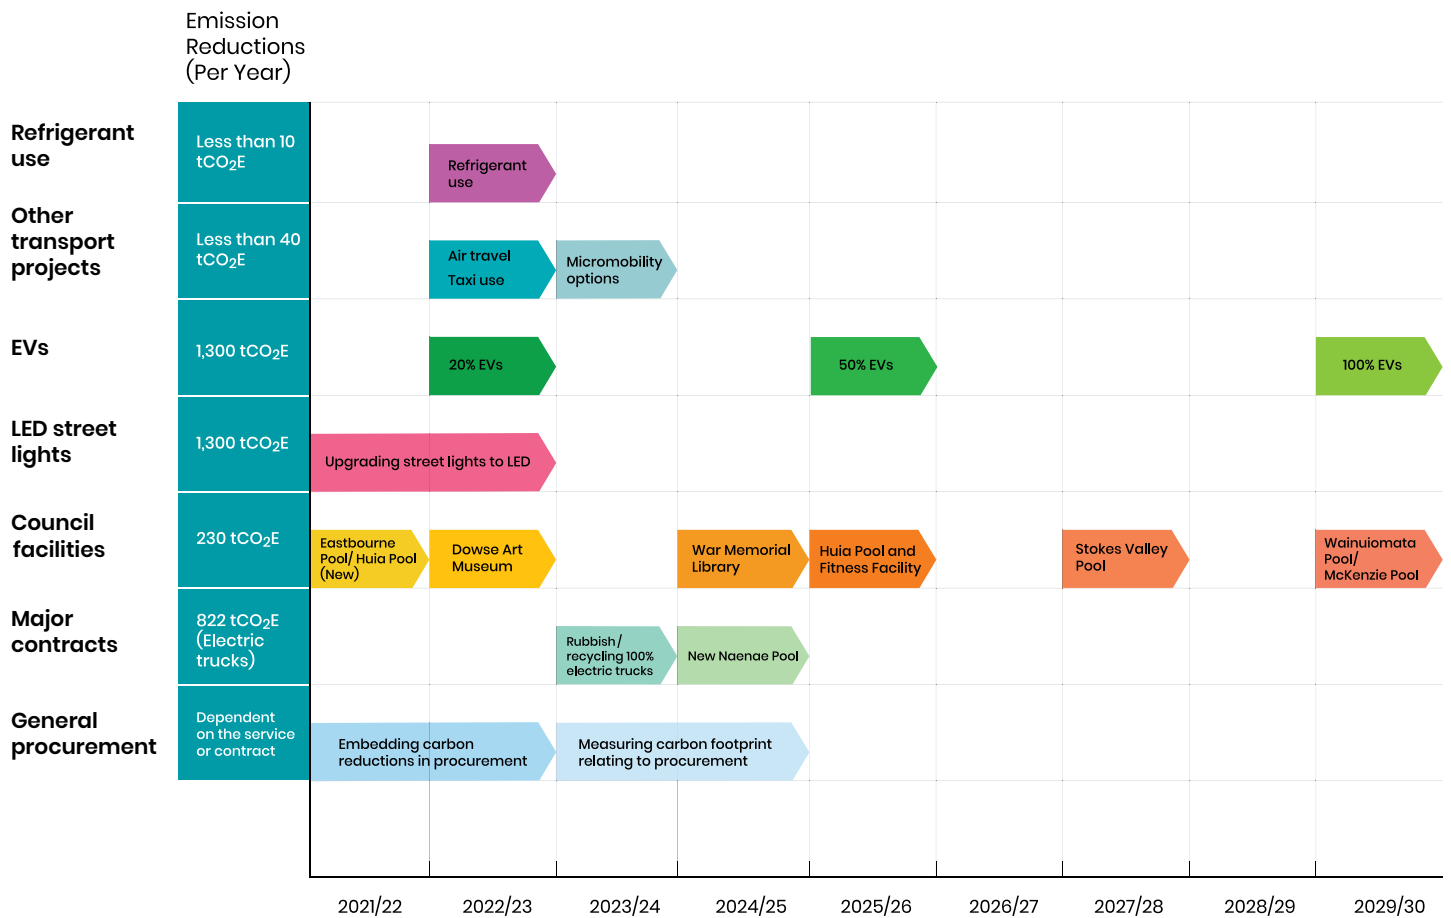 Emission
Reductions
(Per Year)
Refrigerant
use
Less than 10
tCO₂E
Refrigerant
use
Other
transport
projects
Less than 40
tCO₂E
Air travel
Taxi use
Micromobility
options
EVs
1,300 tCO₂E
20% EVs
50% EVs
100% EVs
LED street
lights
1,300 tCO₂E
Upgrading street lights to LED
Council
facilities
230 tCO₂E
Eastbourne
Pool/ Huia Pool
(New)
Dowse Art
Museum
War Memorial
Library
Huia Pool and
Fitness Facility
Stokes Valley
Pool
Wainuiomata
Pool/
McKenzie Pool
Major
contracts
822 tCO₂E
(Electric
trucks)
Rubbish /
recycling 100%
electric trucks
New Naenae Pool
General
procurement
Dependent
on the service
or contract
Embedding carbon
reductions in procurement
Measuring carbon footprint
relating to procurement
2021/22 2022/23 2023/24 2024/25 2025/26 2026/27 2027/28 2028/29 2029/30